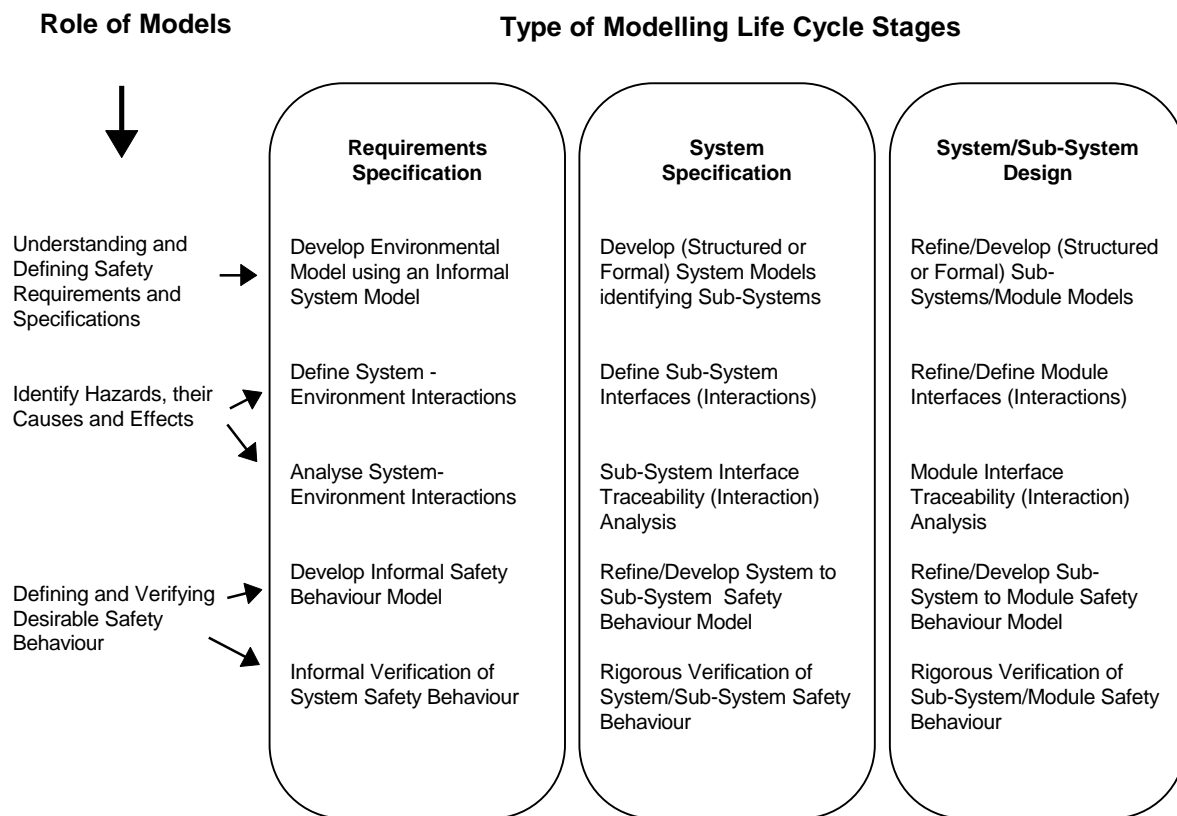 Role of Models
Type of Modelling Life Cycle Stages
Requirements
Specification
System
Specification
System/Sub-System
Design
Understanding and
Defining Safety
Requirements and
Specifications
Develop Environmental
Model using an Informal
System Model
Develop (Structured or
Formal) System Models
identifying Sub-Systems
Refine/Develop (Structured
or Formal) Sub-
Systems/Module Models
Identify Hazards, their
Causes and Effects
Define System -
Environment Interactions
Define Sub-System
Interfaces (Interactions)
Refine/Define Module
Interfaces (Interactions)
Analyse System-
Environment Interactions
Sub-System Interface
Traceability (Interaction)
Analysis
Module Interface
Traceability (Interaction)
Analysis
Defining and Verifying
Desirable Safety
Behaviour
Develop Informal Safety
Behaviour Model
Refine/Develop System to
Sub-System Safety
Behaviour Model
Refine/Develop Sub-
System to Module Safety
Behaviour Model
Informal Verification of
System Safety Behaviour
Rigorous Verification of
System/Sub-System Safety
Behaviour
Rigorous Verification of
Sub-System/Module Safety
Behaviour